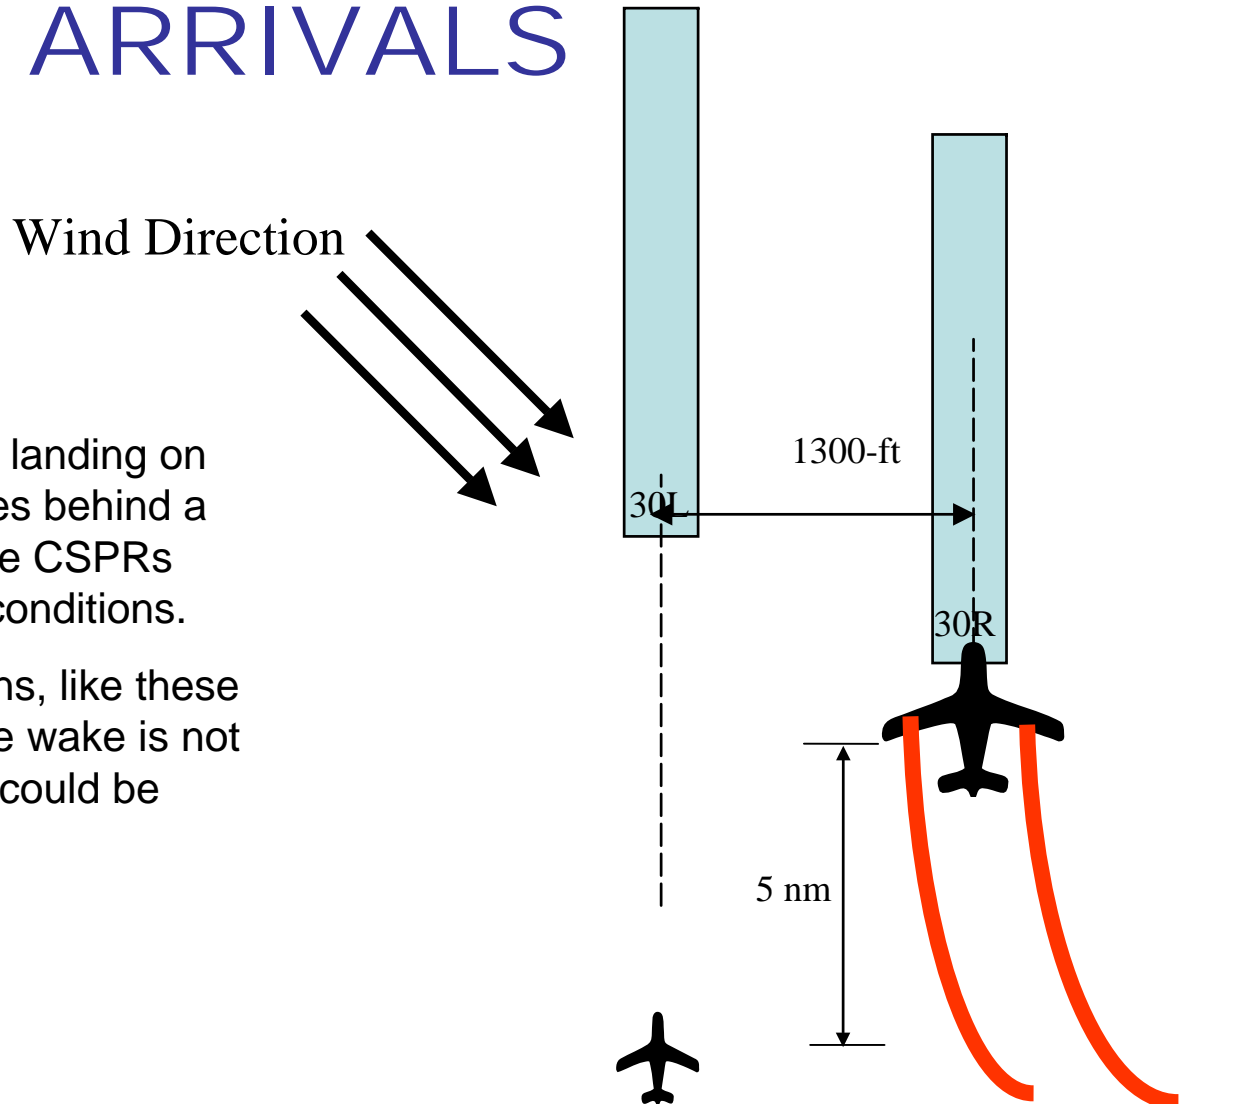 ARRIVALS
Wind Direction
landing on
es behind a
e CSPRs
conditions.
ns, like these
e wake is not
could be
1300-ft
30L
30R
5 nm